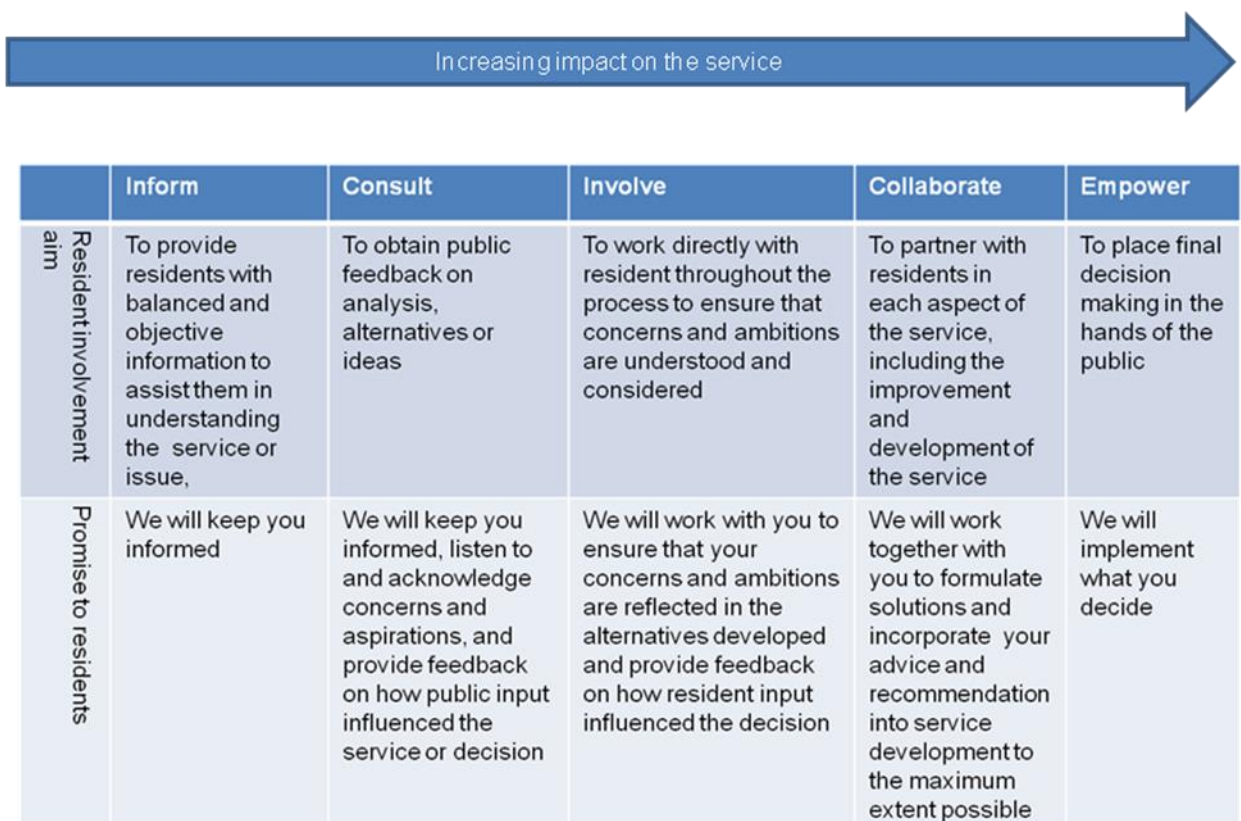 Increasing impact on the service
Inform
Consult
Involve
Collaborate
Empower
Resident involvement
aim
To provide
residents with
balanced and
objective
information to
assist them in
understanding
the service or
issue,
To obtain public
feedback on
analysis,
alternatives or
ideas
To work directly with
resident throughout the
process to ensure that
concerns and ambitions
are understood and
considered
To partner with
residents in
each aspect of
the service,
including the
improvement
and
development of
the service
To place final
decision
making in the
hands of the
public
Promise to residents
We will keep you
informed
We will keep you
informed, listen to
and acknowledge
concerns and
aspirations, and
provide feedback
on how public input
influenced the
service or decision
We will work with you to
ensure that your
concerns and ambitions
are reflected in the
alternatives developed
and provide feedback
on how resident input
influenced the decision
We will work
together with
you to formulate
solutions and
incorporate your
advice and
recommendation
into service
development to
the maximum
extent possible
We will
implement
what you
decide